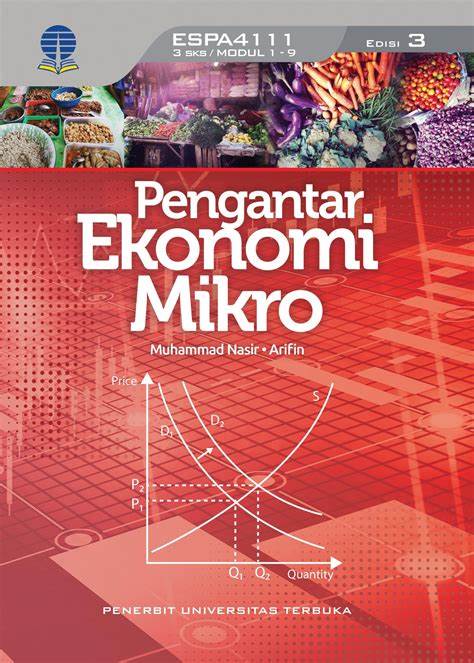 ESPA4111
3 SKS / MODUL 1 - 9
EDISI 3
Pengantar
Ekonomi
Mikro
Muhammad Nasir • Arifin
Price
S
D₂
D₁
P₂
P₁
Q₁ Q₂ Quantity
PENERBIT UNIVERSITAS TERBUKA